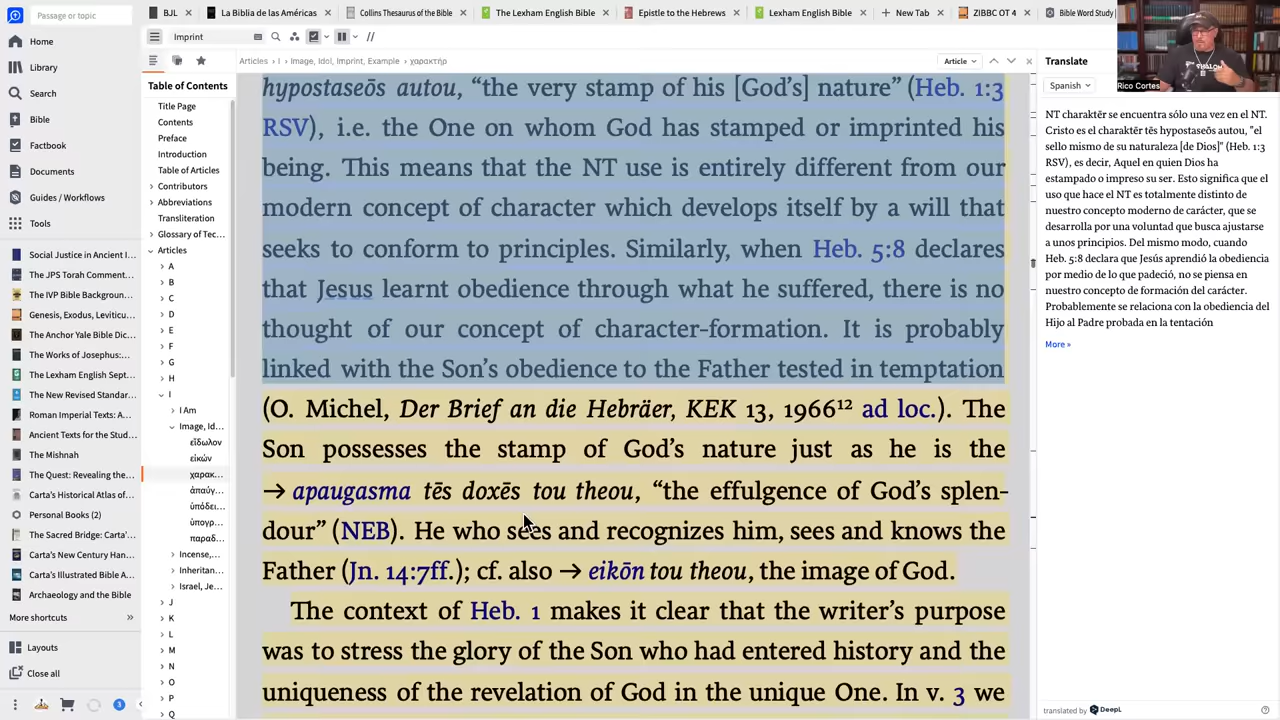 BJL
La Biblia de las Américas
Collins Thesaurus of the Bible
The Lexham English Bible
Epistle to the Hebrews
Lexham English Bible
New Tab
ZIBBC OT 4
Bible Word Study
Passage or topic
Home
Library
Search
Bible
Factbook
Documents
Guides / Workflows
Tools
Social Justice in Ancient I...
The JPS Torah Comment...
The IVP Bible Backgroun...
Genesis, Exodus, Leviticu...
The Anchor Yale Bible Dic...
The Works of Josephus:...
The Lexham English Sept...
The New Revised Standar...
Roman Imperial Texts: A...
Ancient Texts for the Stud...
The Mishnah
The Quest: Revealing the...
Carta's Historical Atlas of...
Personal Books (2)
The Sacred Bridge: Carta'...
Carta's New Century Han...
Carta's Illustrated Bible A...
Archaeology and the Bible
More shortcuts »
Layouts
Close all
3
Imprint
Table of Contents
Title Page
Contents
Preface
Introduction
Table of Articles
Contributors
Abbreviations
Transliteration
Glossary of Tec...
Articles
A
B
C
D
E
F
G
H
I
I Am
Image, Id...
εἴδωλον
εἰκών
χαρακ...
ἀπαύγ...
ὑπόδει...
ὑπογρ...
παραδ...
Incense,...
Inheritan...
Israel, Je...
J
K
L
M
N
O
P
Q
Articles › I › Image, Idol, Imprint, Example › χαρακτήρ
Article
hypostaseōs autou, “the very stamp of his [God’s] nature” (Heb. 1:3
RSV), i.e. the One on whom God has stamped or imprinted his
being. This means that the NT use is entirely different from our
modern concept of character which develops itself by a will that
seeks to conform to principles. Similarly, when Heb. 5:8 declares
that Jesus learnt obedience through what he suffered, there is no
thought of our concept of character-formation. It is probably
linked with the Son’s obedience to the Father tested in temptation
(O. Michel, Der Brief an die Hebräer, KEK 13, 1966¹² ad loc.). The
Son possesses the stamp of God’s nature just as he is the
→ apaugasma tēs doxēs tou theou, “the effulgence of God’s splen-
dour” (NEB). He who sees and recognizes him, sees and knows the
Father (Jn. 14:7ff.); cf. also → eikōn tou theou, the image of God.
The context of Heb. 1 makes it clear that the writer’s purpose
was to stress the glory of the Son who had entered history and the
uniqueness of the revelation of God in the unique One. In v. 3 we
Rico Cortes
Translate
Spanish
NT charaktēr se encuentra sólo una vez en el NT.
Cristo es el charaktēr tēs hypostaseōs autou, "el
sello mismo de su naturaleza [de Dios]" (Heb. 1:3
RSV), es decir, Aquel en quien Dios ha
estampado o impreso su ser. Esto significa que el
uso que hace el NT es totalmente distinto de
nuestro concepto moderno de carácter, que se
desarrolla por una voluntad que busca ajustarse
a unos principios. Del mismo modo, cuando
Heb. 5:8 declara que Jesús aprendió la obediencia
por medio de lo que padeció, no se piensa en
nuestro concepto de formación del carácter.
Probablemente se relaciona con la obediencia del
Hijo al Padre probada en la tentación
More »
translated by DeepL